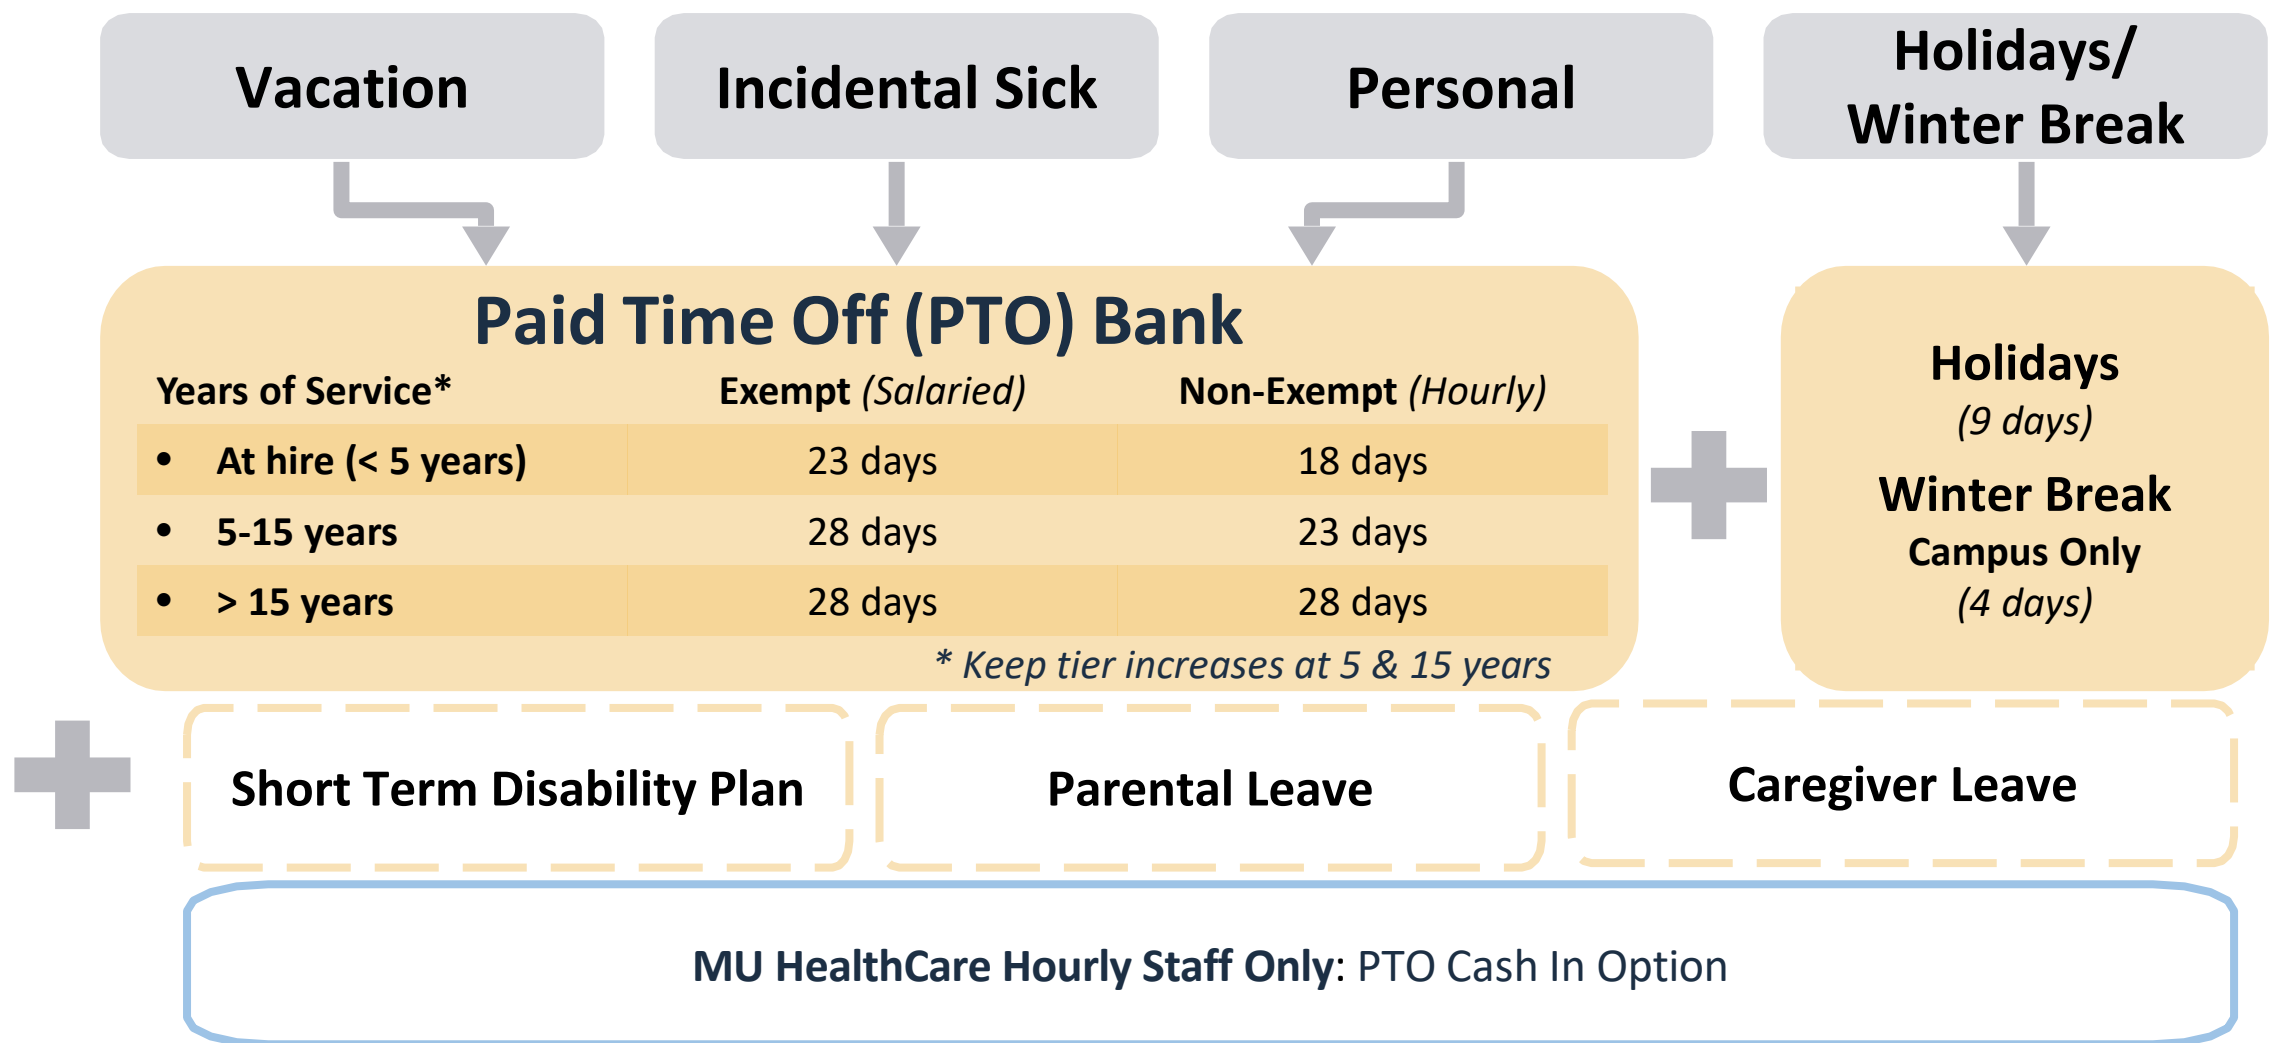 Vacation
Incidental Sick
Personal
Holidays/
Winter Break
Paid Time Off (PTO) Bank
Years of Service* Exempt (Salaried) Non-Exempt (Hourly)
• At hire (< 5 years) 23 days 18 days
• 5-15 years 28 days 23 days
• > 15 years 28 days 28 days
* Keep tier increases at 5 & 15 years
Holidays
(9 days)
Winter Break
Campus Only
(4 days)
Short Term Disability Plan
Parental Leave
Caregiver Leave
MU HealthCare Hourly Staff Only: PTO Cash In Option